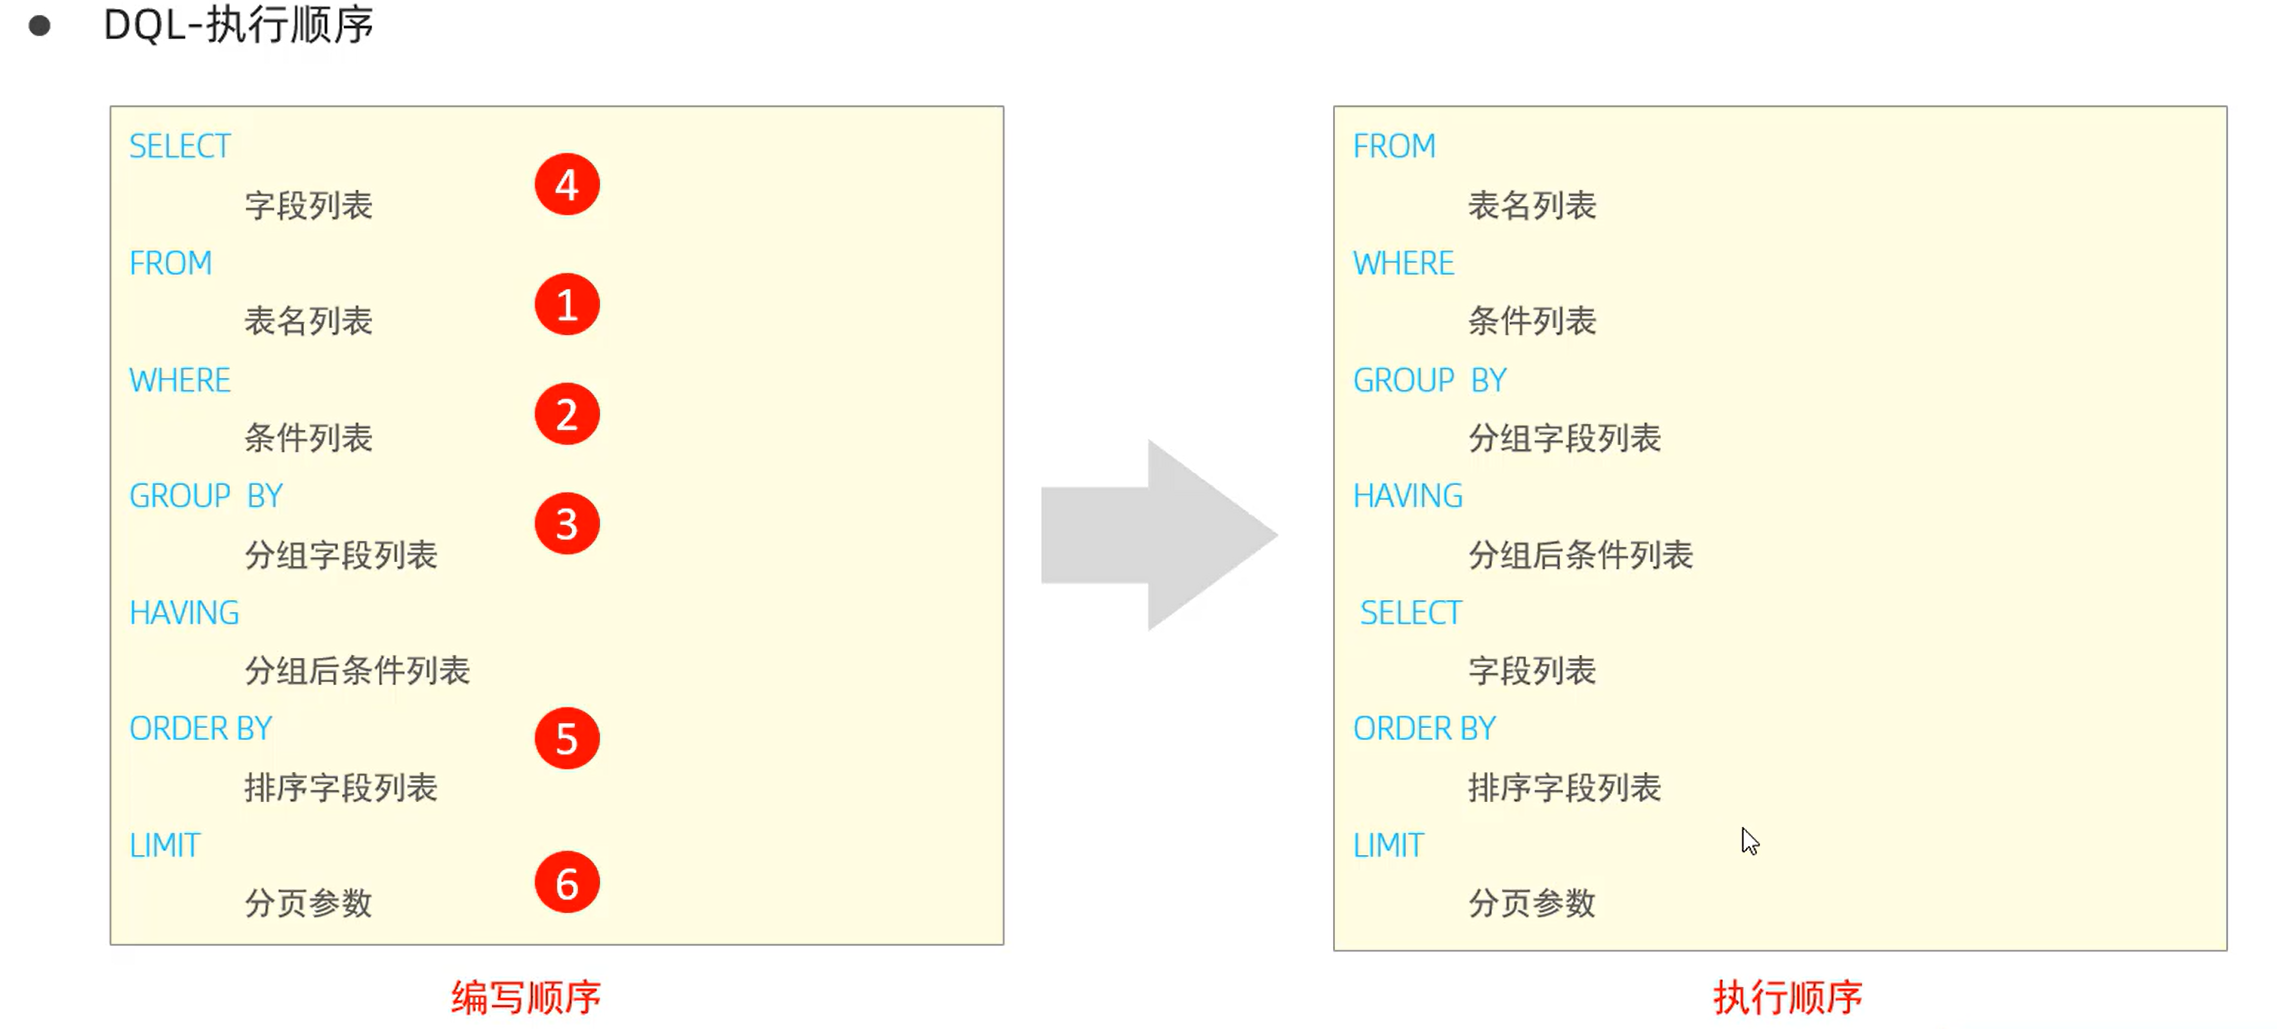 DQL-执行顺序
SELECT
字段列表
4
FROM
表名列表
1
WHERE
条件列表
2
GROUP BY
分组字段列表
3
HAVING
分组后条件列表
ORDER BY
排序字段列表
5
LIMIT
分页参数
6
编写顺序
FROM
表名列表
WHERE
条件列表
GROUP BY
分组字段列表
HAVING
分组后条件列表
SELECT
字段列表
ORDER BY
排序字段列表
LIMIT
分页参数
执行顺序